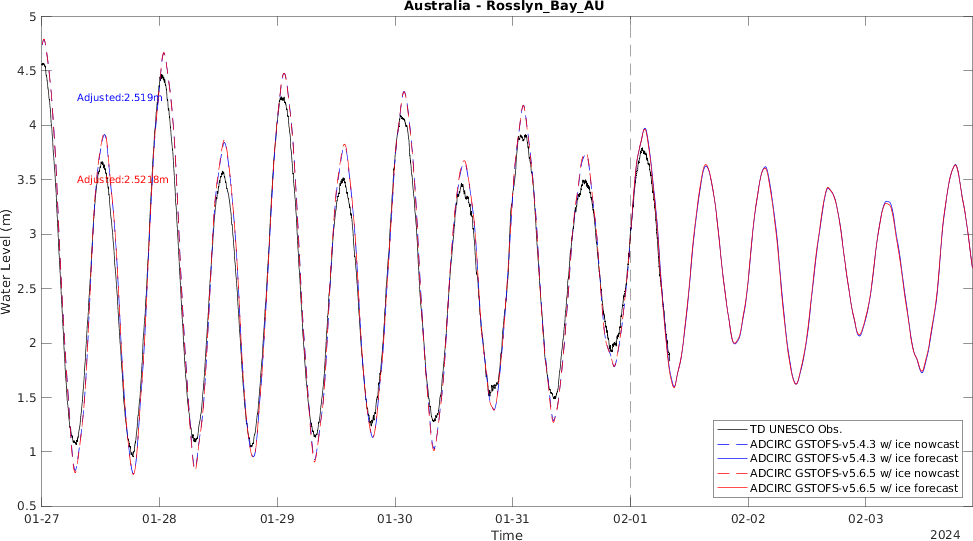 Australia - Rosslyn_Bay_AU
Water Level (m)
5
4.5
4
3.5
3
2.5
2
1.5
1
0.5
Adjusted:2.519m
Adjusted:2.5218m
TD UNESCO Obs.
ADCIRC GSTOFS-v5.4.3 w/ ice nowcast
ADCIRC GSTOFS-v5.4.3 w/ ice forecast
ADCIRC GSTOFS-v5.6.5 w/ ice nowcast
ADCIRC GSTOFS-v5.6.5 w/ ice forecast
01-27 01-28 01-29 01-30 01-31 02-01 02-02 02-03
Time
2024